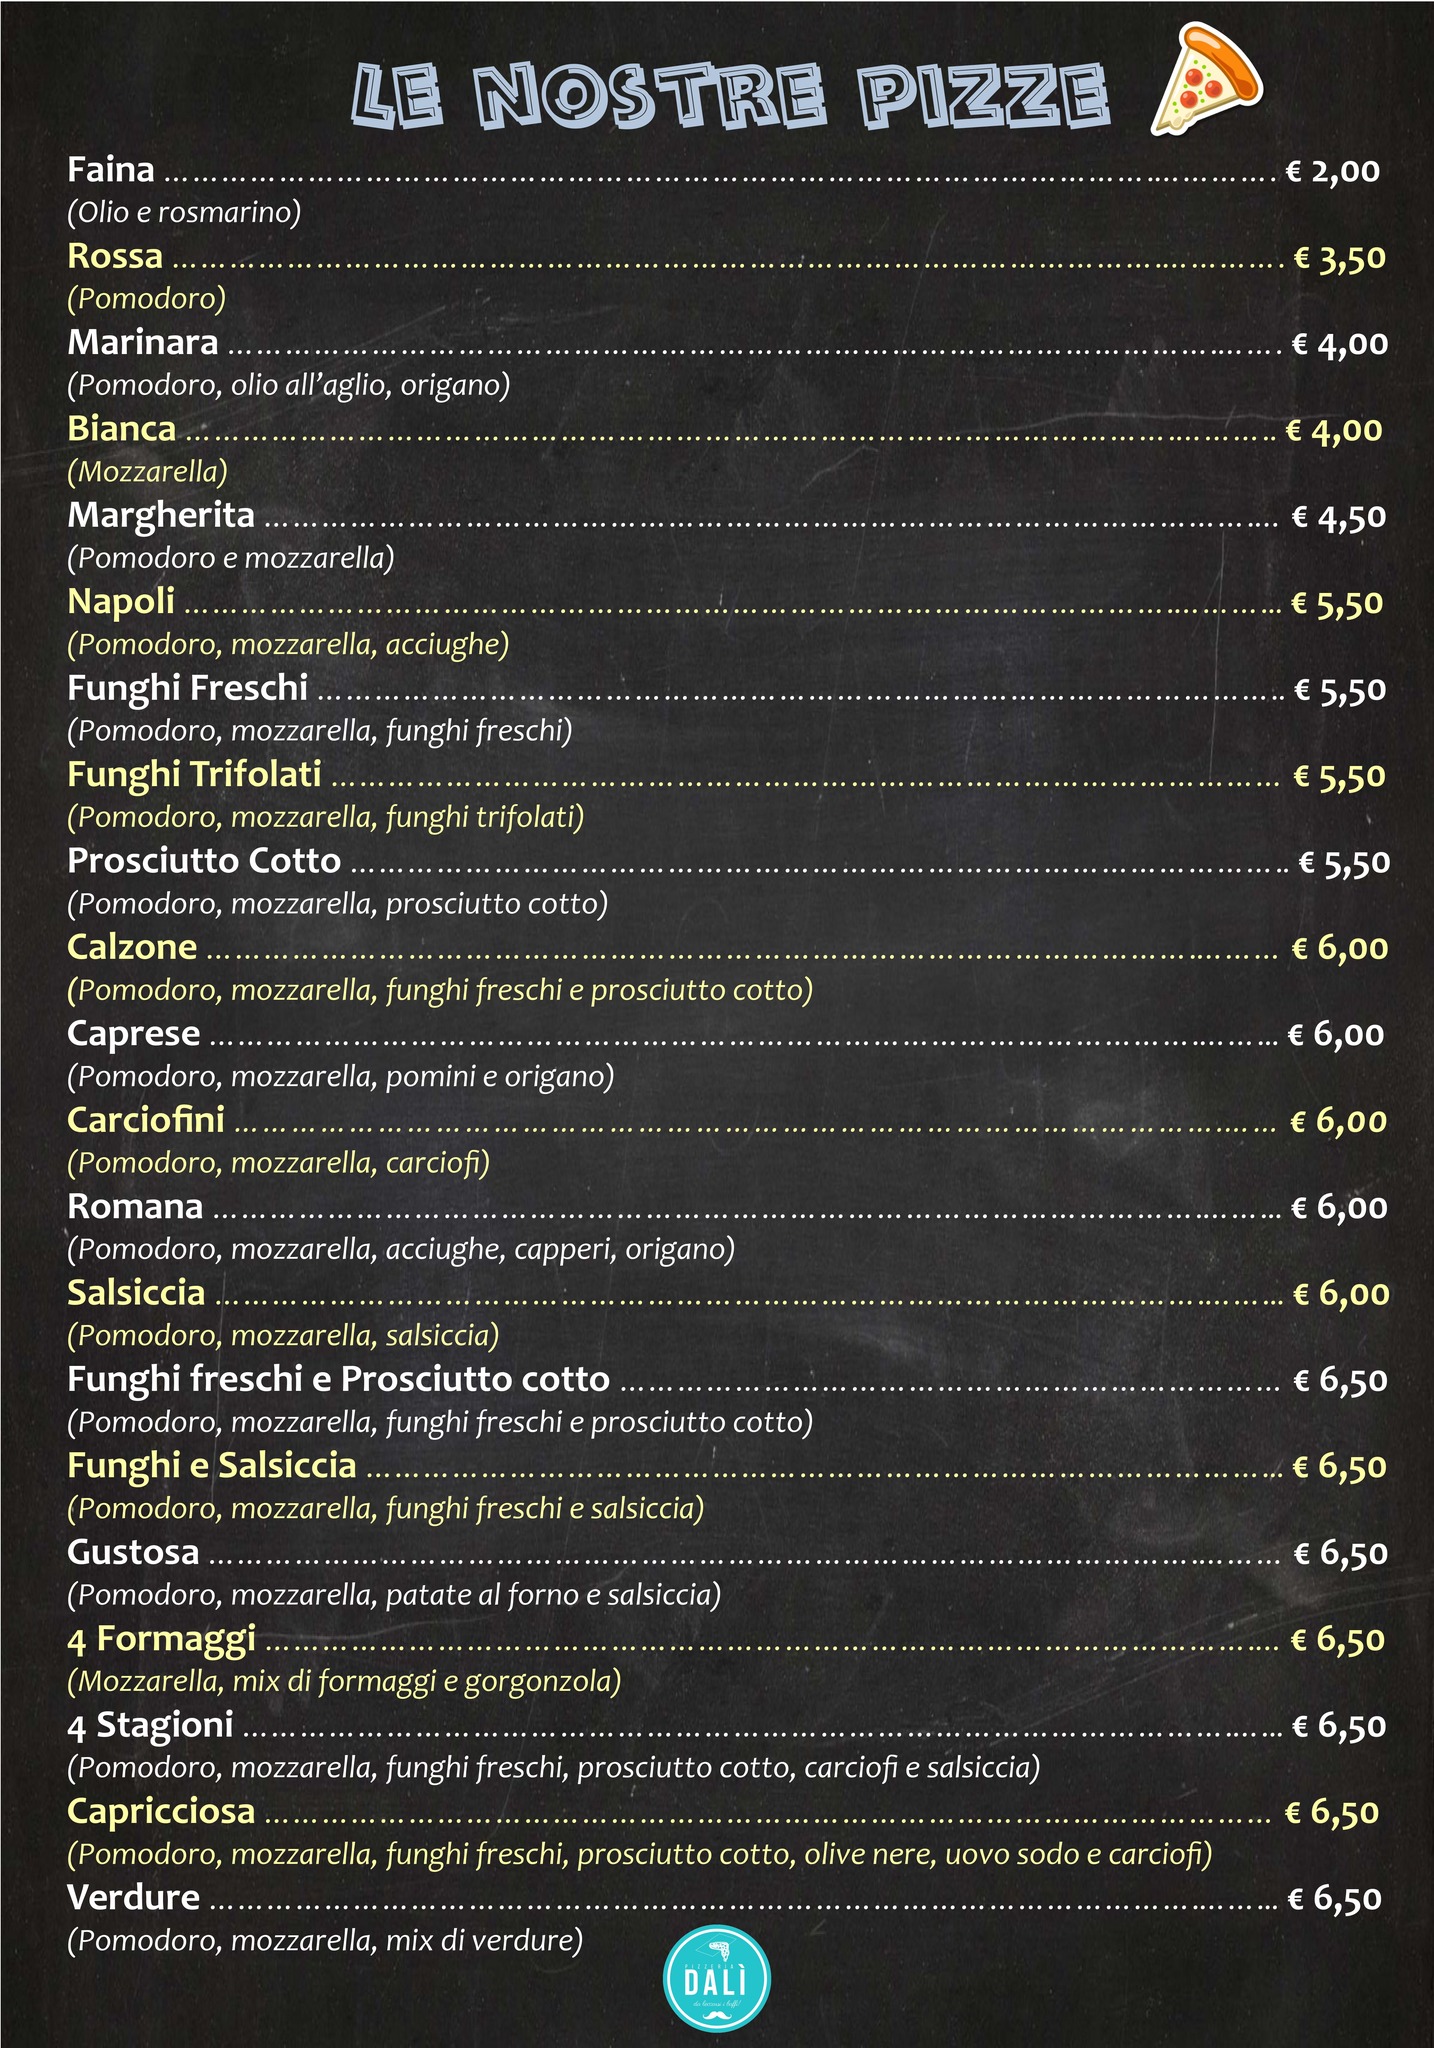 LE NOSTRE PIZZE
Faina ........ € 2,00
(Olio e rosmarino)
Rossa ........ € 3,50
(Pomodoro)
Marinara ........ € 4,00
(Pomodoro, olio all’aglio, origano)
Bianca ........ € 4,00
(Mozzarella)
Margherita ........ € 4,50
(Pomodoro e mozzarella)
Napoli ........ € 5,50
(Pomodoro, mozzarella, acciughe)
Funghi Freschi ........ € 5,50
(Pomodoro, mozzarella, funghi freschi)
Funghi Trifolati ........ € 5,50
(Pomodoro, mozzarella, funghi trifolati)
Prosciutto Cotto ........ € 5,50
(Pomodoro, mozzarella, prosciutto cotto)
Calzone ........ € 6,00
(Pomodoro, mozzarella, funghi freschi e prosciutto cotto)
Caprese ........ € 6,00
(Pomodoro, mozzarella, pomini e origano)
Carciofini ........ € 6,00
(Pomodoro, mozzarella, carciofi)
Romana ........ € 6,00
(Pomodoro, mozzarella, acciughe, capperi, origano)
Salsiccia ........ € 6,00
(Pomodoro, mozzarella, salsiccia)
Funghi freschi e Prosciutto cotto ........ € 6,50
(Pomodoro, mozzarella, funghi freschi e prosciutto cotto)
Funghi e Salsiccia ........ € 6,50
(Pomodoro, mozzarella, funghi freschi e salsiccia)
Gustosa ........ € 6,50
(Pomodoro, mozzarella, patate al forno e salsiccia)
4 Formaggi ........ € 6,50
(Mozzarella, mix di formaggi e gorgonzola)
4 Stagioni ........ € 6,50
(Pomodoro, mozzarella, funghi freschi, prosciutto cotto, carciofi e salsiccia)
Capricciosa ........ € 6,50
(Pomodoro, mozzarella, funghi freschi, prosciutto cotto, olive nere, uovo sodo e carciofi)
Verdure ........ € 6,50
(Pomodoro, mozzarella, mix di verdure)
PIZZERIA
DALÌ